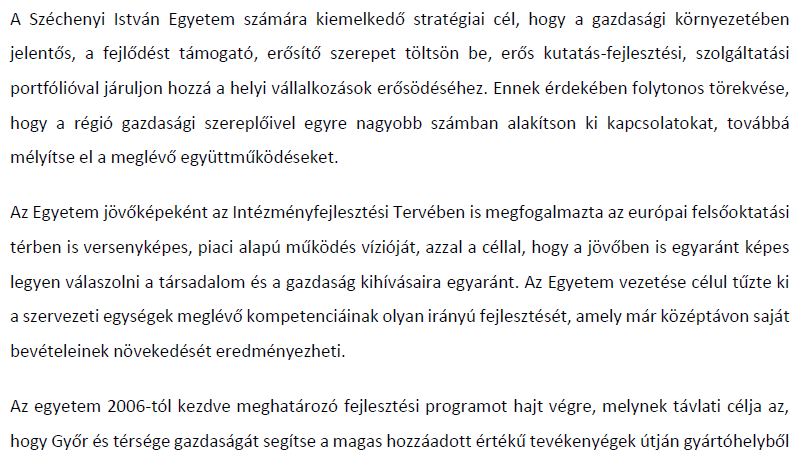 A Széchenyi István Egyetem számára kiemelkedő stratégiai cél, hogy a gazdasági környezetében
jelentős, a fejlődést támogató, erősítő szerepet töltsön be, erős kutatás-fejlesztési, szolgáltatási
portfólióval járuljon hozzá a helyi vállalkozások erősödéséhez. Ennek érdekében folytonos törekvése,
hogy a régió gazdasági szereplőivel egyre nagyobb számban alakítson ki kapcsolatokat, továbbá
mélyítse el a meglévő együttműködéseket.
Az Egyetem jövőképeként az Intézményfejlesztési Tervében is megfogalmazta az európai felsőoktatási
térben is versenyképes, piaci alapú működés vízióját, azzal a céllal, hogy a jövőben is egyaránt képes
legyen válaszolni a társadalom és a gazdaság kihívásaira egyaránt. Az Egyetem vezetése célul tűzte ki
a szervezeti egységek meglévő kompetenciáinak olyan irányú fejlesztését, amely már középtávon saját
bevételeinek növekedését eredményezheti.
Az egyetem 2006-tól kezdve meghatározó fejlesztési programot hajt végre, melynek távlati célja az,
hogy Győr és térsége gazdaságát segítse a magas hozzáadott értékű tevékenyégek útján gyártóhelyből